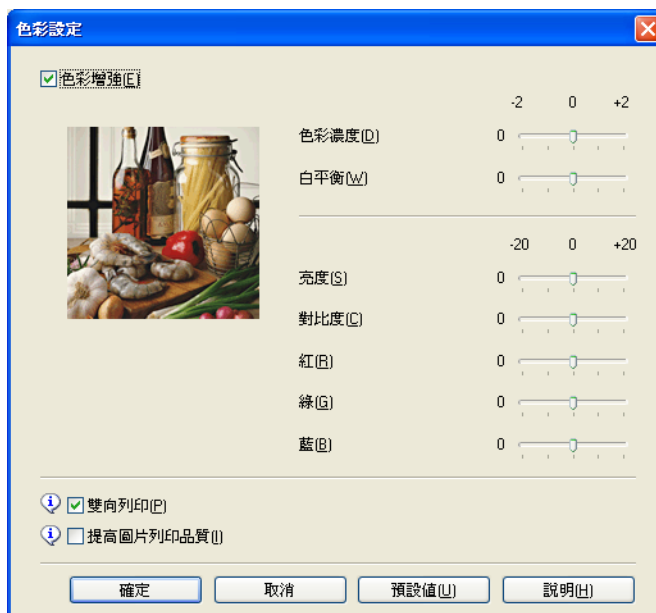 色彩設定
色彩增強(E)
-2 0 +2
色彩濃度(D) 0
白平衡(W) 0
-20 0 +20
亮度(S) 0
對比度(C) 0
紅(R) 0
綠(G) 0
藍(B) 0
雙向列印(P)
提高圖片列印品質(I)
確定 取消 預設值(U) 說明(H)